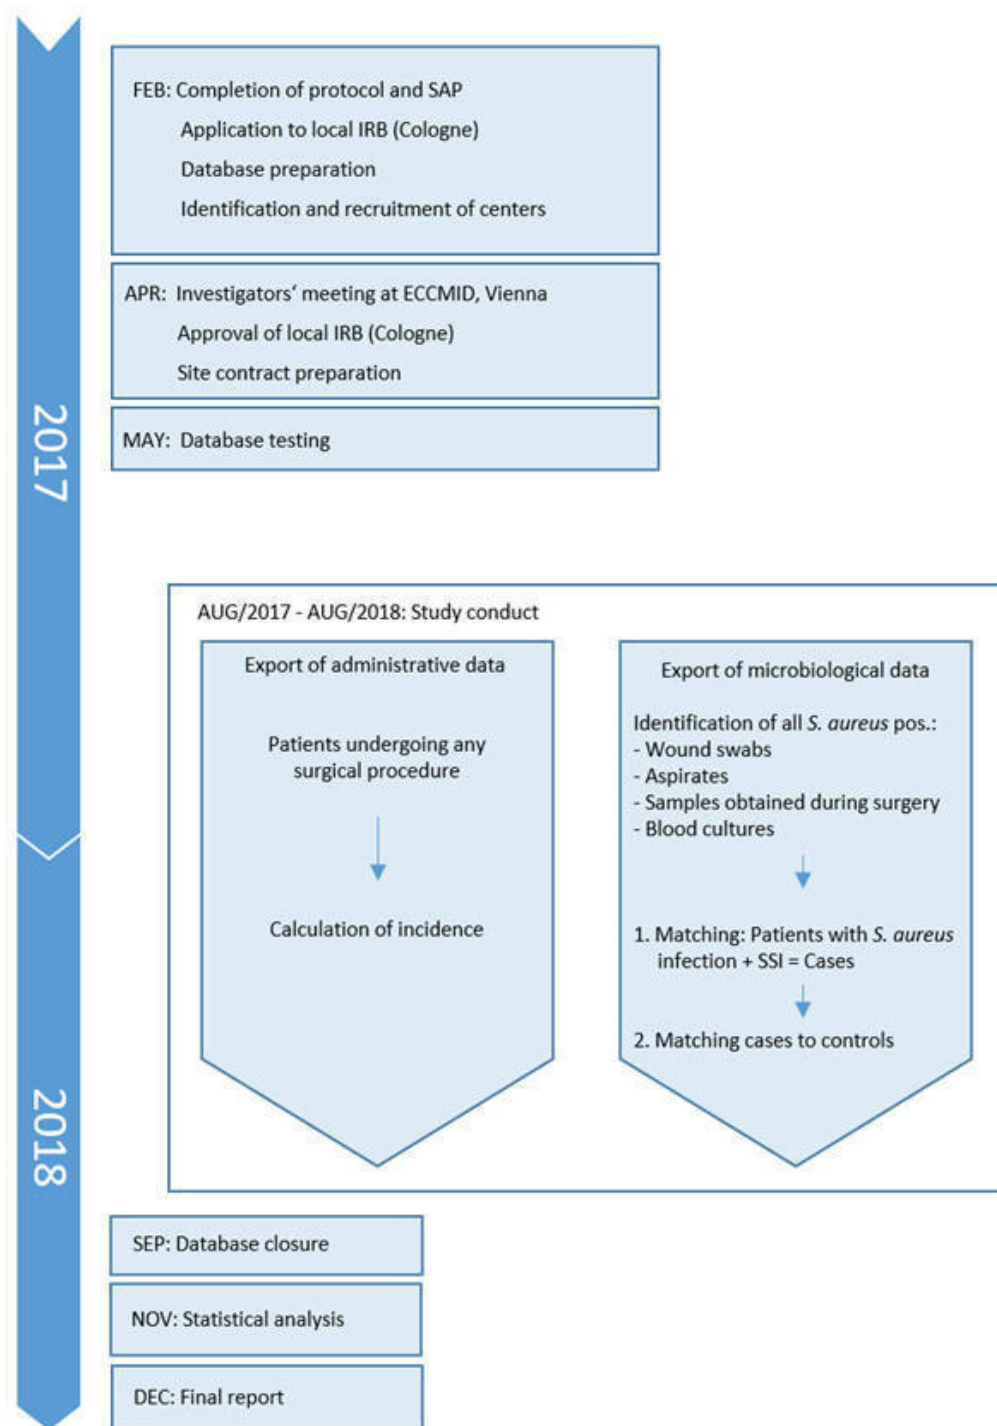 FEB: Completion of protocol and SAP
Application to local IRB (Cologne)
Database preparation
Identification and recruitment of centers
APR: Investigators' meeting at ECCMID, Vienna
Approval of local IRB (Cologne)
Site contract preparation
MAY: Database testing
2017
AUG/2017 - AUG/2018: Study conduct
Export of administrative data
Patients undergoing any
surgical procedure
Calculation of incidence
Export of microbiological data
Identification of all S. aureus pos.:
- Wound swabs
- Aspirates
- Samples obtained during surgery
- Blood cultures
1. Matching: Patients with S. aureus
infection + SSI = Cases
2. Matching cases to controls
2018
SEP: Database closure
NOV: Statistical analysis
DEC: Final report